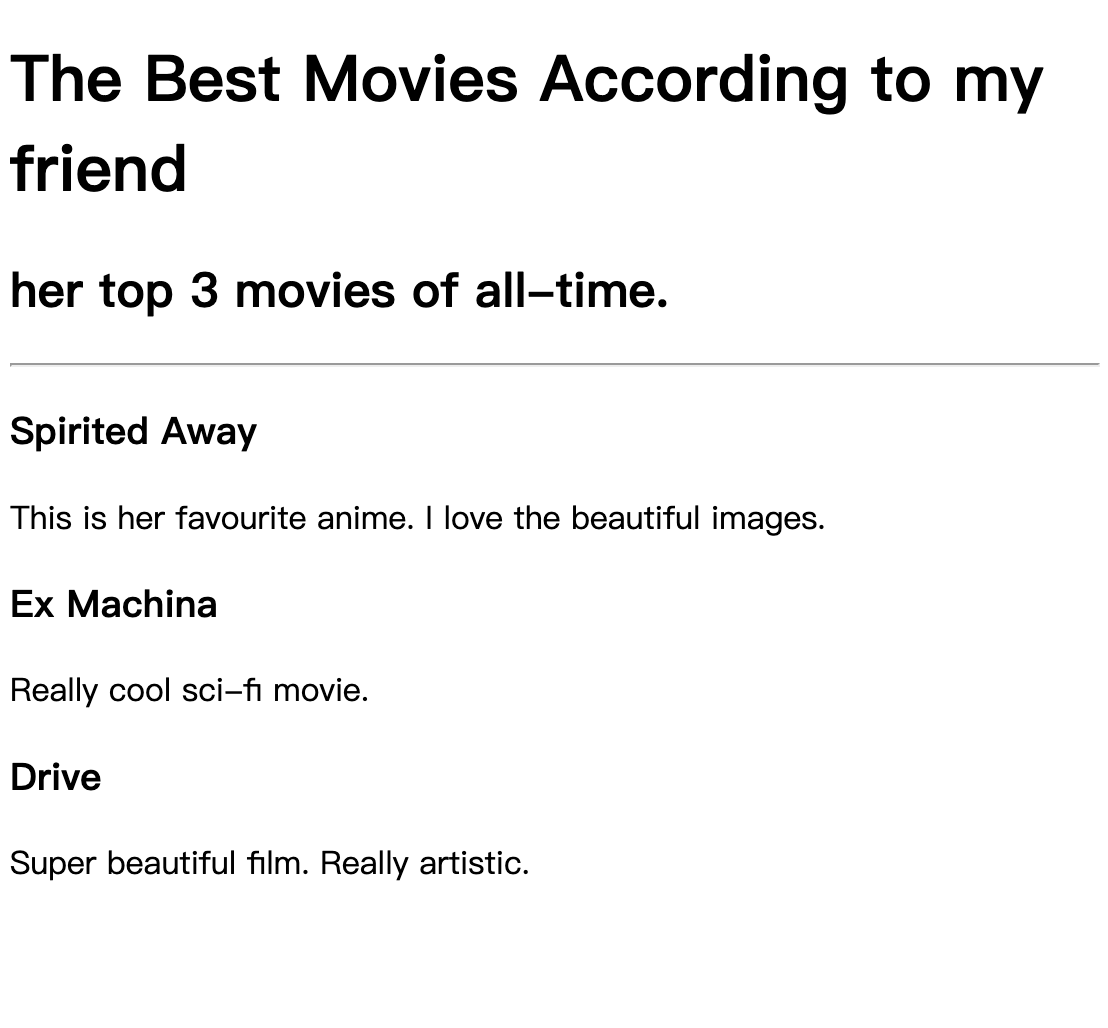 The Best Movies According to my
friend
her top 3 movies of all-time.
Spirited Away
This is her favourite anime. I love the beautiful images.
Ex Machina
Really cool sci-fi movie.
Drive
Super beautiful film. Really artistic.